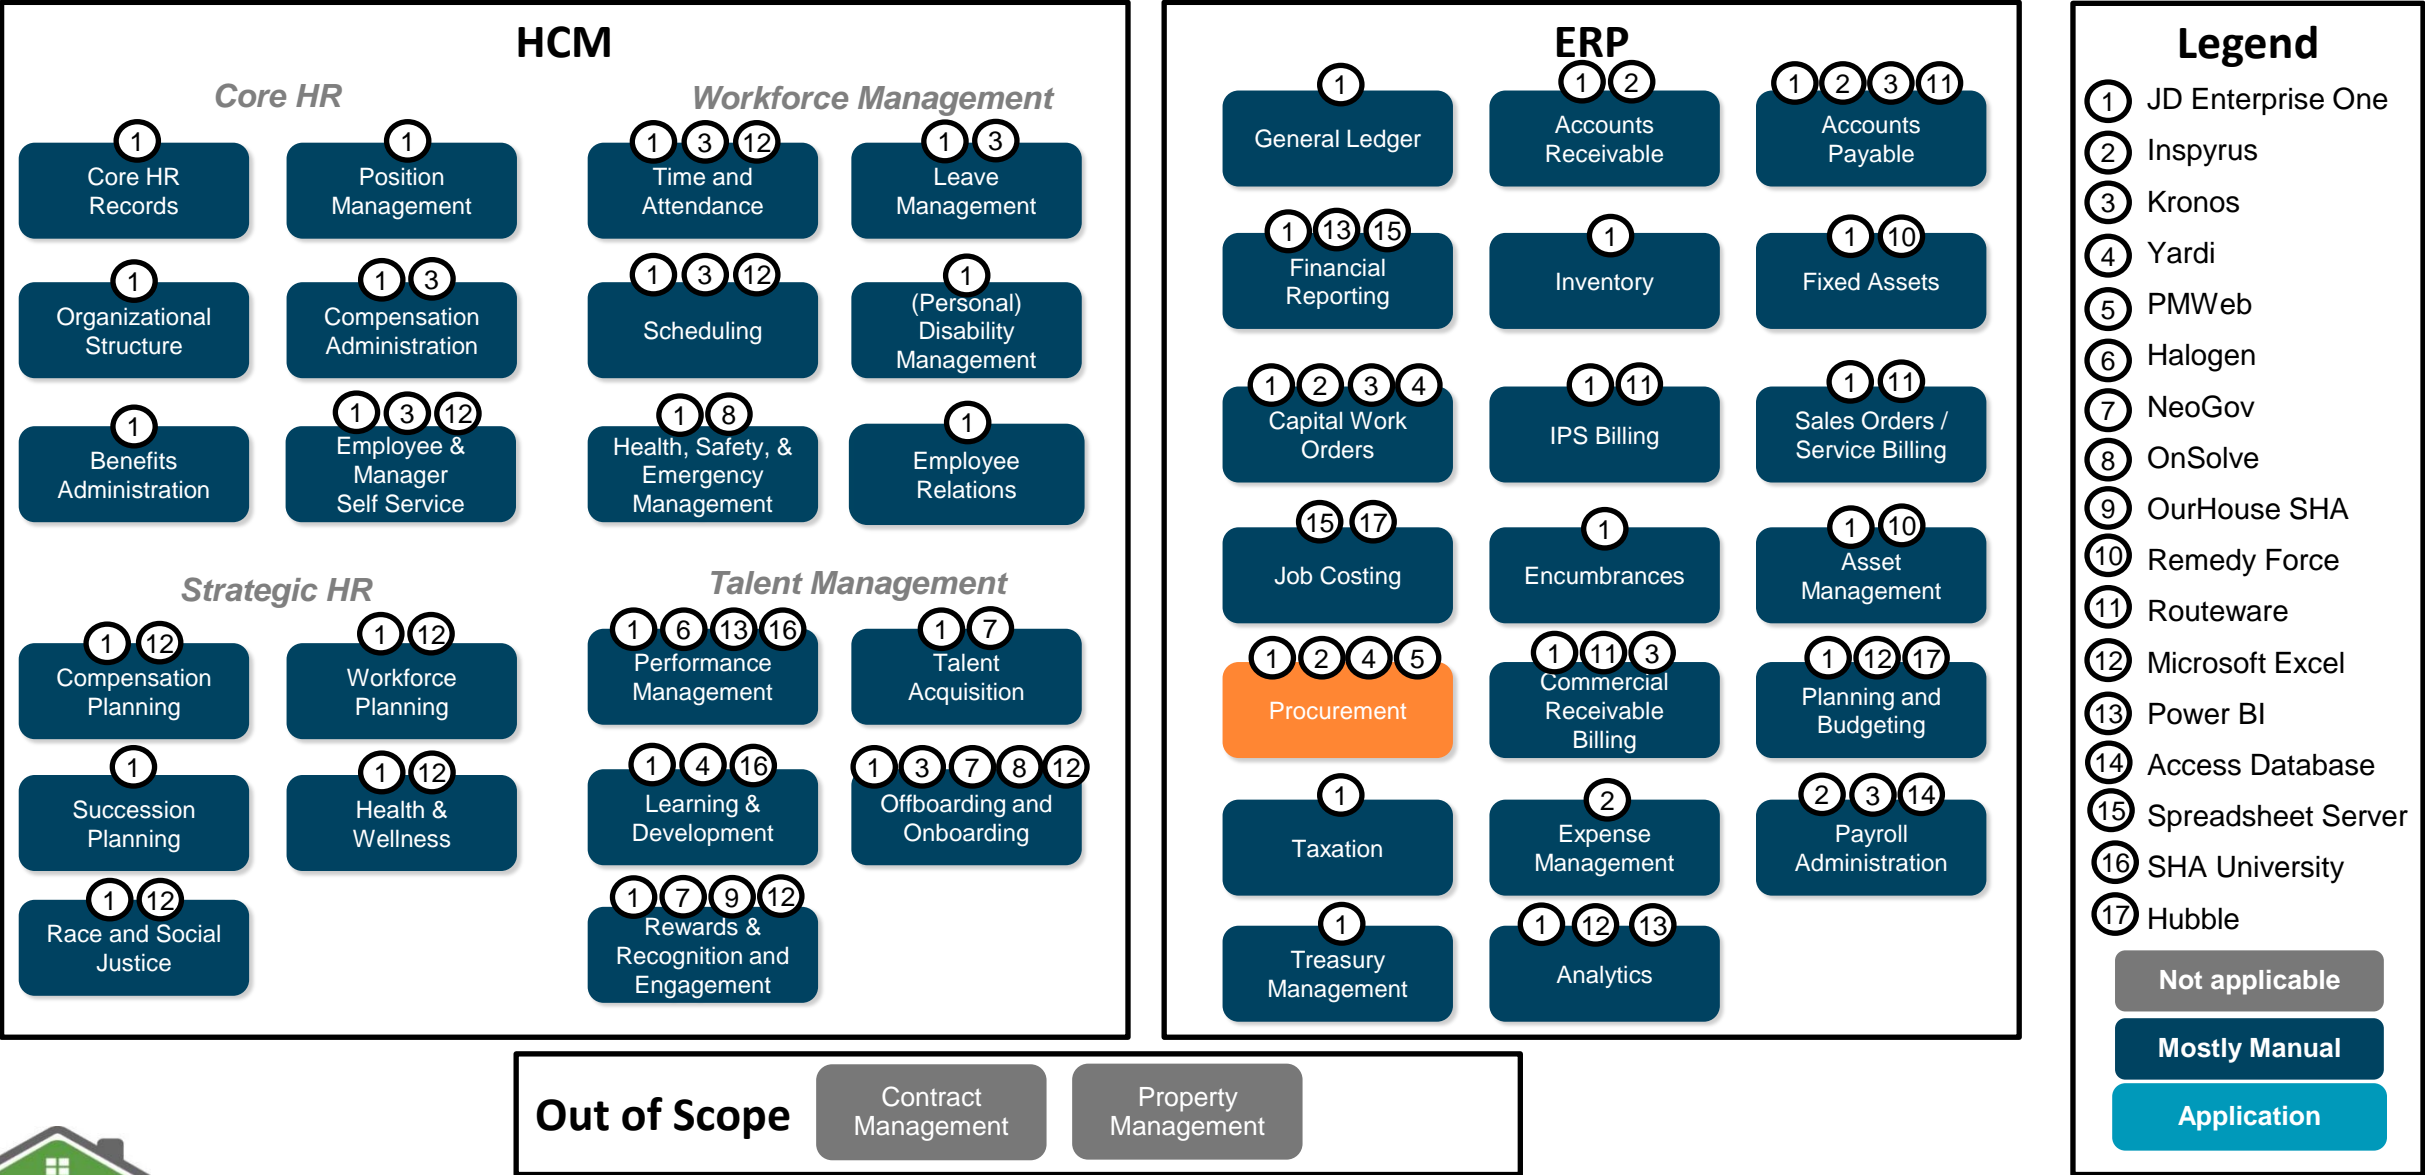 HCM
Core HR
1
Core HR
Records
1
Position
Management
1
Organizational
Structure
1 3
Compensation
Administration
1
Benefits
Administration
1 3 12
Employee &
Manager
Self Service
Workforce Management
1 3 12
Time and
Attendance
1 3
Leave
Management
1 3 12
Scheduling
1
(Personal)
Disability
Management
1 8
Health, Safety, &
Emergency
Management
1
Employee
Relations
Strategic HR
1 12
Compensation
Planning
1 12
Workforce
Planning
1
Succession
Planning
1 12
Health &
Wellness
1 12
Race and Social
Justice
Talent Management
1 6 13 16
Performance
Management
1 7
Talent
Acquisition
1 4 16
Learning &
Development
1 3 7 8 12
Offboarding and
Onboarding
1 7 9 12
Rewards &
Recognition and
Engagement
ERP
1
General Ledger
1 2
Accounts
Receivable
1 2 3 11
Accounts
Payable
1 13 15
Financial
Reporting
1
Inventory
1 10
Fixed Assets
1 2 3 4
Capital Work
Orders
1 11
IPS Billing
1 11
Sales Orders /
Service Billing
15 17
Job Costing
1
Encumbrances
1 10
Asset
Management
1 2 4 5
Procurement
1 11 3
Commercial
Receivable
Billing
1 12 17
Planning and
Budgeting
1
Taxation
2
Expense
Management
2 3 14
Payroll
Administration
1
Treasury
Management
1 12 13
Analytics
Legend
1 JD Enterprise One
2 Inspyrus
3 Kronos
4 Yardi
5 PMWeb
6 Halogen
7 NeoGov
8 OnSolve
9 OurHouse SHA
10 Remedy Force
11 Routeware
12 Microsoft Excel
13 Power BI
14 Access Database
15 Spreadsheet Server
16 SHA University
17 Hubble
Not applicable
Mostly Manual
Application
Out of Scope
Contract
Management
Property
Management